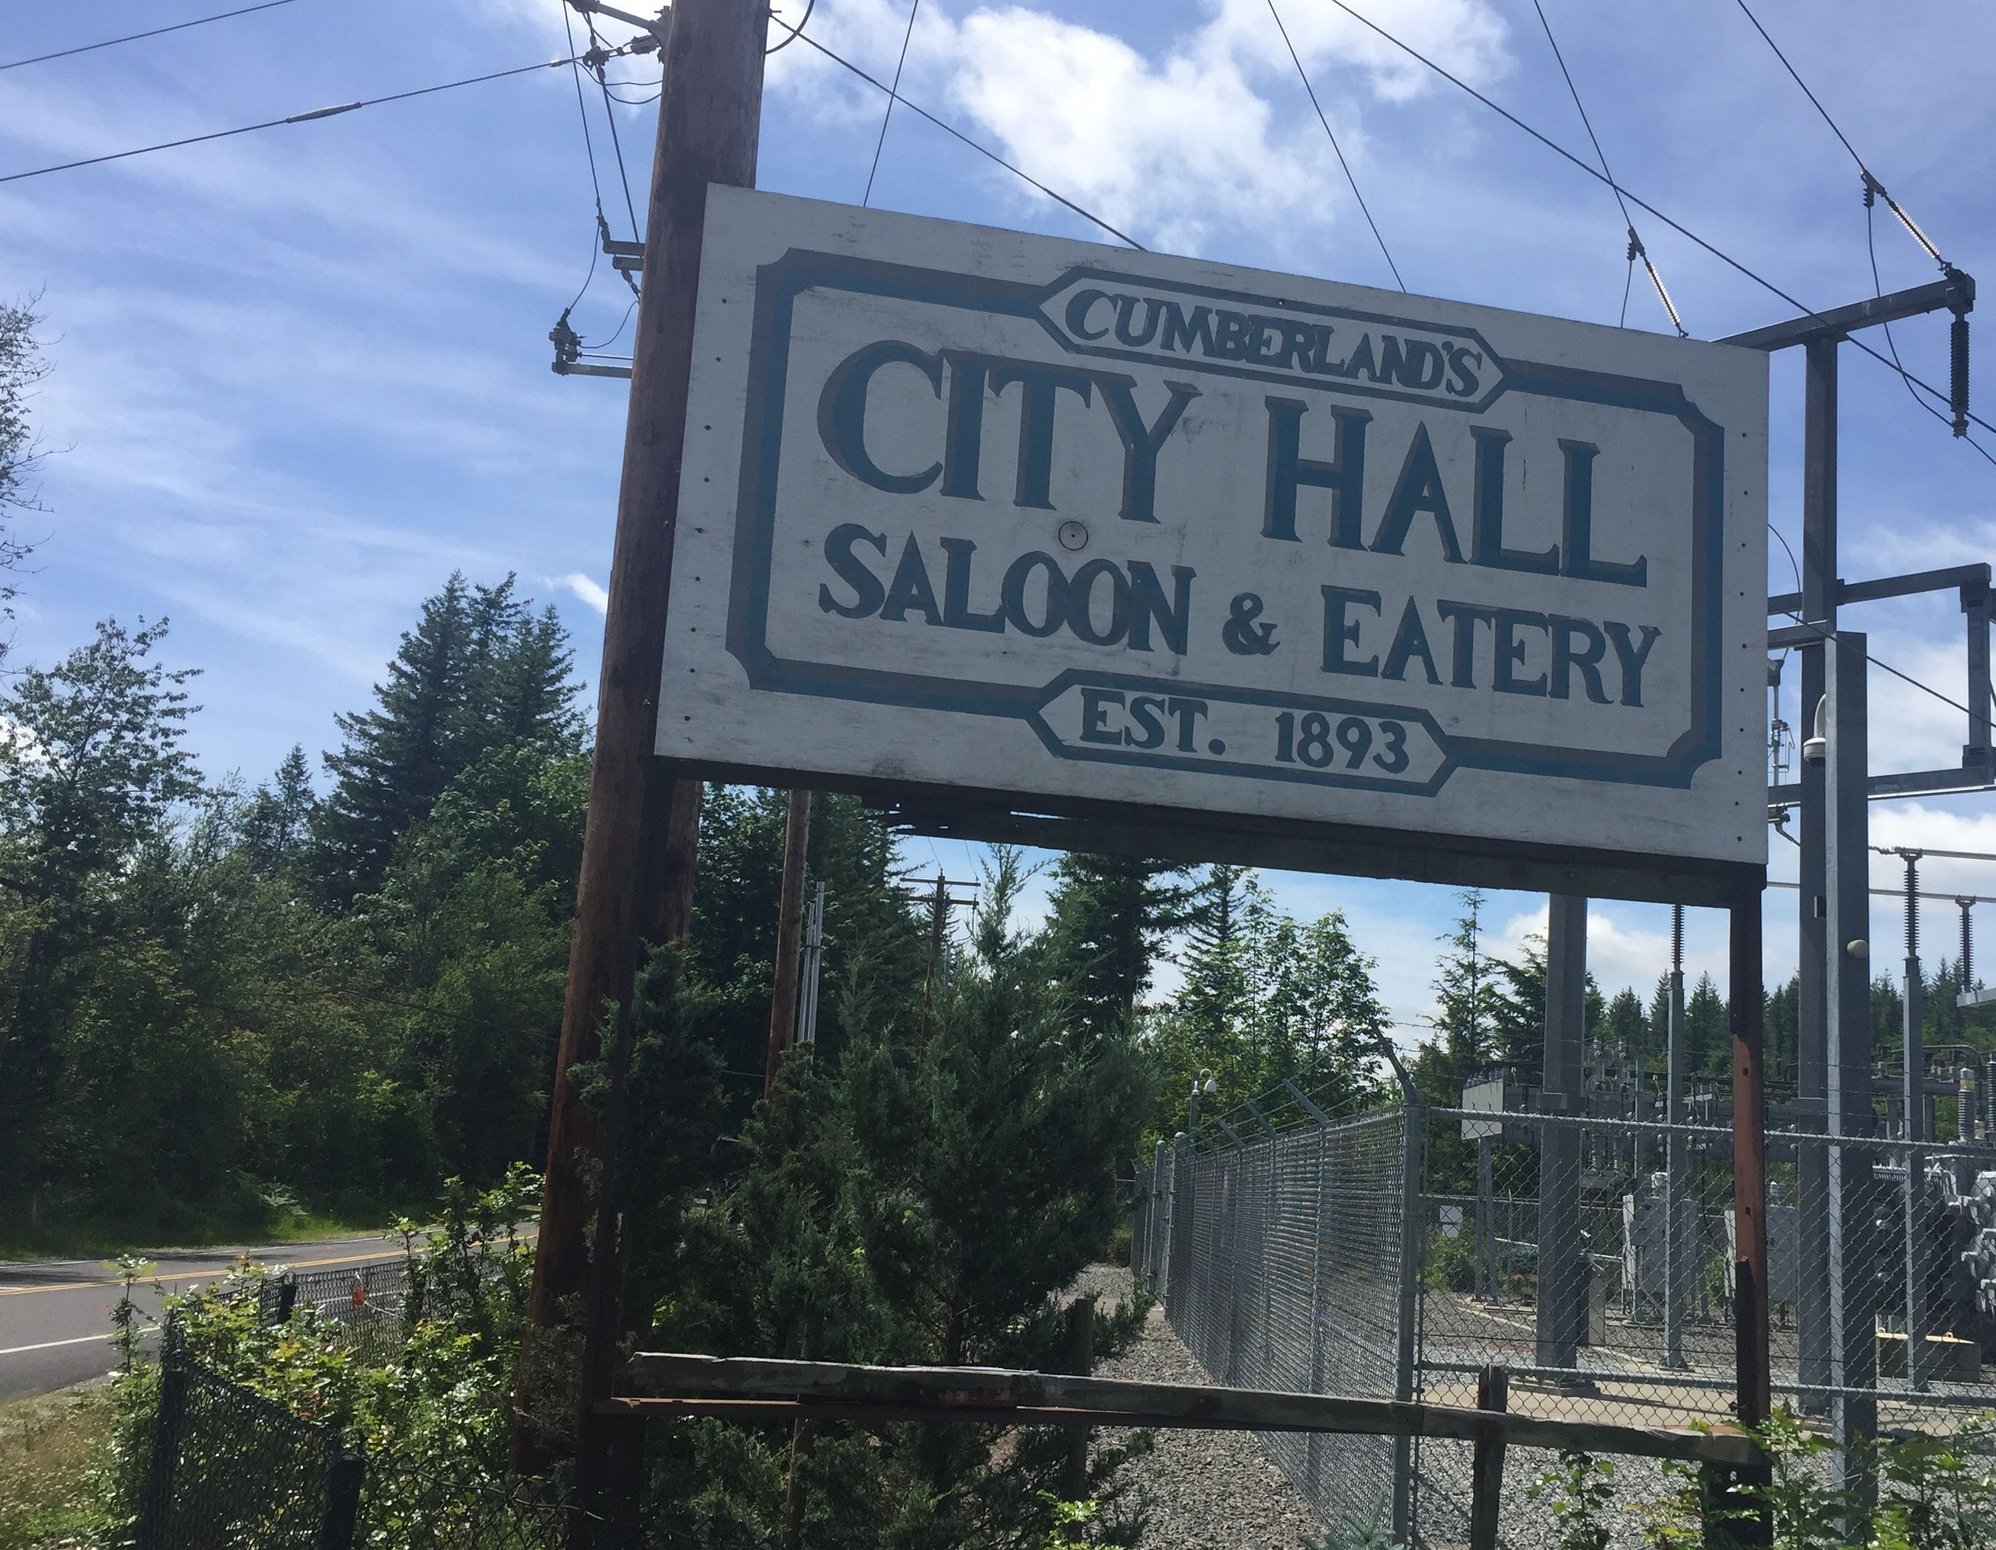 CUMBERLAND'S
CITY HALL
SALOON & EATERY
EST. 1893